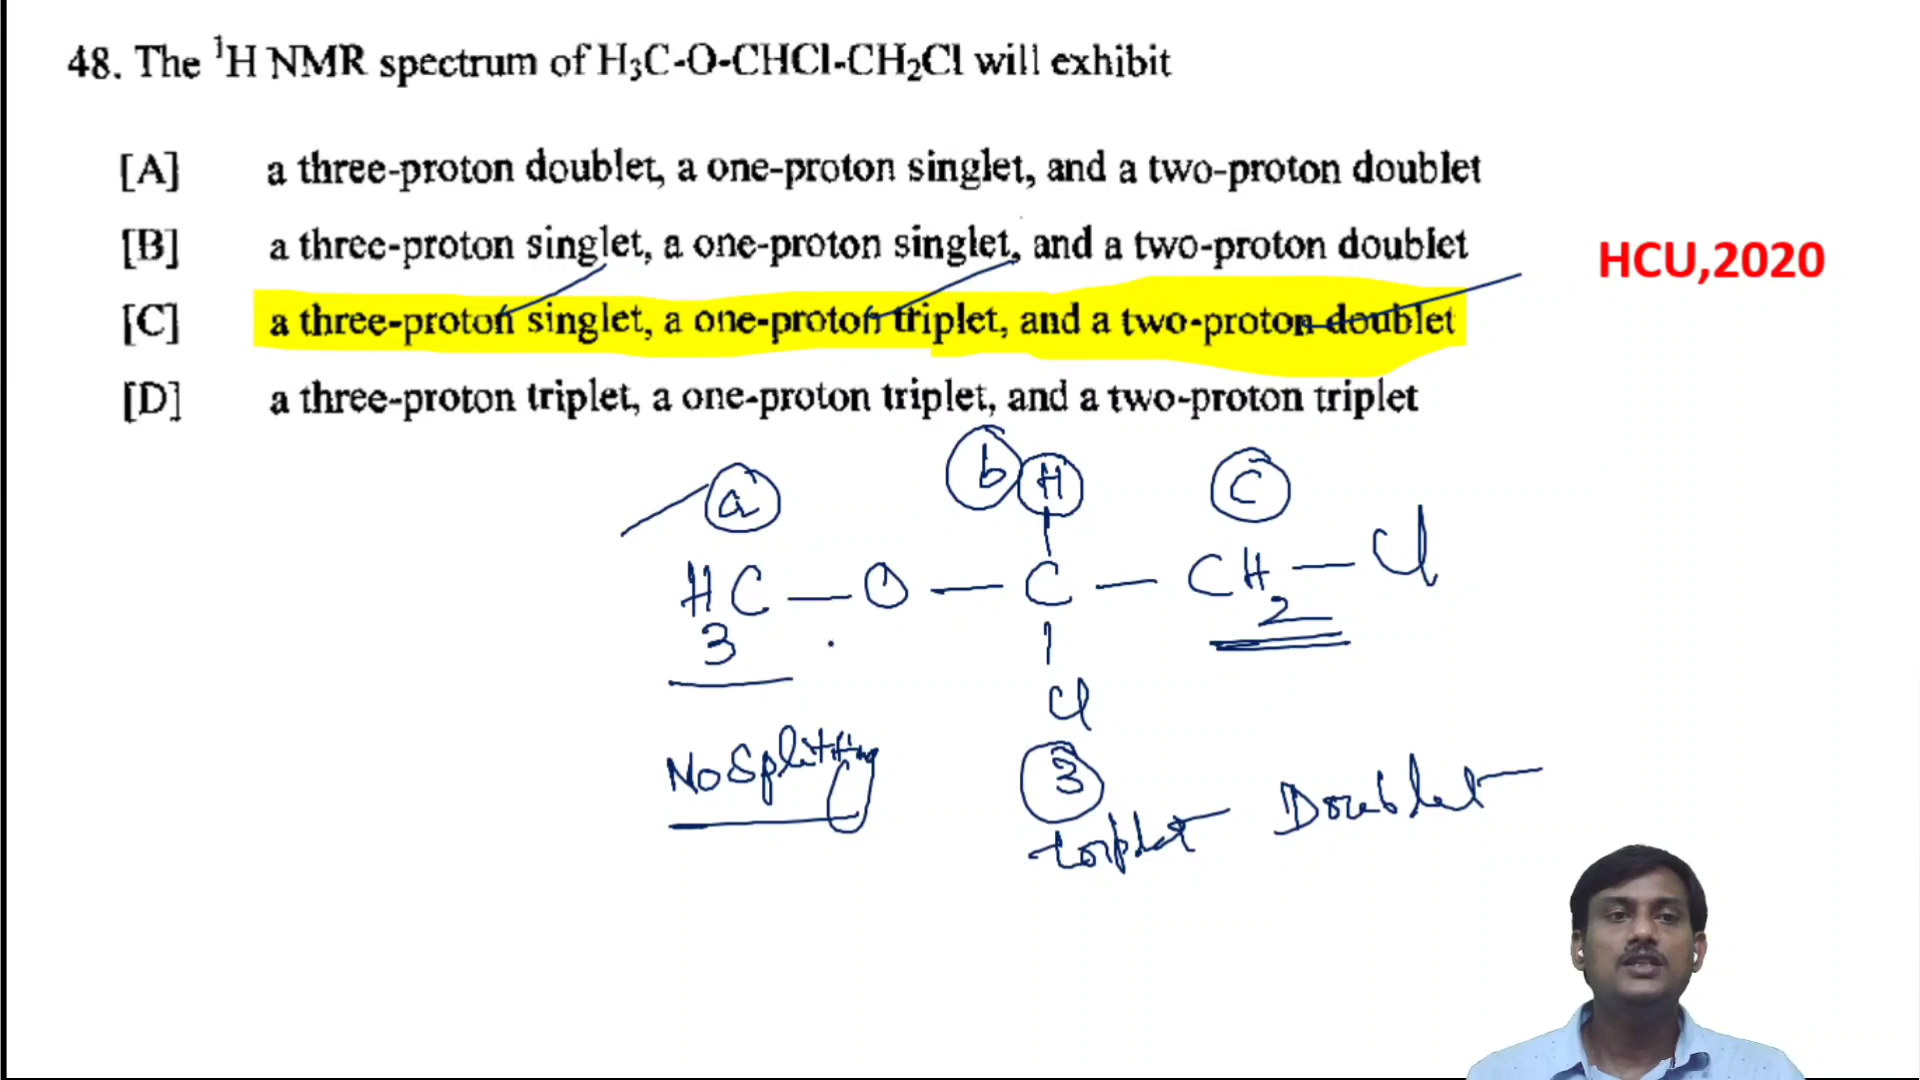 48. The ¹H NMR spectrum of H₃C-O-CHCl-CH₂Cl will exhibit
[A] a three-proton doublet, a one-proton singlet, and a two-proton doublet
[B] a three-proton singlet, a one-proton singlet, and a two-proton doublet
HCU,2020
[C] a three-proton singlet, a one-proton triplet, and a two-proton doublet
[D] a three-proton triplet, a one-proton triplet, and a two-proton triplet
a b H c
H₃C — O — C — CH₂ — Cl
Cl
No Splitting 3 Doublet
triplet